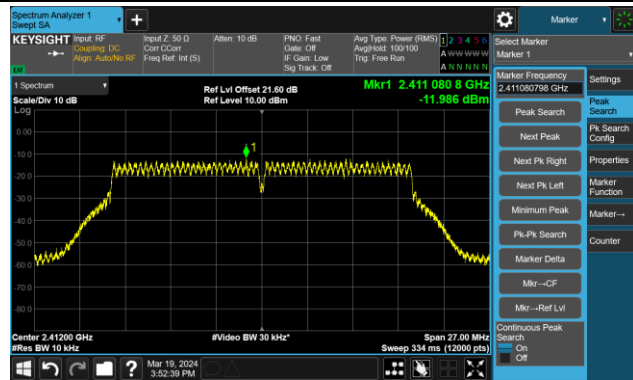 Spectrum Analyzer 1
Swept SA
+
Marker
KEYSIGHT
Input: RF
Coupling: DC
Align: Auto/No RF
Input Z: 50 Ω
Corr CCorr
Freq Ref: Int (S)
Atten: 10 dB
PNO: Fast
Gate: Off
IF Gain: Low
Sig Track: Off
Avg Type: Power (RMS)
Avg|Hold: 100/100
Trig: Free Run
1 2 3 4 5 6
A W W W W W
A N N N N N
Select Marker
Marker 1
1 Spectrum
Scale/Div 10 dB
Log
Ref Lvl Offset 21.60 dB
Ref Level 10.00 dBm
Mkr1 2.411 080 8 GHz
-11.986 dBm
Marker Frequency
2.411080798 GHz
Peak Search
Next Peak
Next Pk Right
Next Pk Left
Minimum Peak
Pk-Pk Search
Marker Delta
Mkr→CF
Mkr→Ref Lvl
Continuous Peak
Search
On
Off
Settings
Peak
Search
Pk Search
Config
Properties
Marker
Function
Marker→
Counter
0.00
-10.0
-20.0
-30.0
-40.0
-50.0
-60.0
-70.0
-80.0
1
Center 2.41200 GHz
#Res BW 10 kHz
#Video BW 30 kHz*
Span 27.00 MHz
Sweep 334 ms (12000 pts)
?
Mar 19, 2024
3:52:39 PM